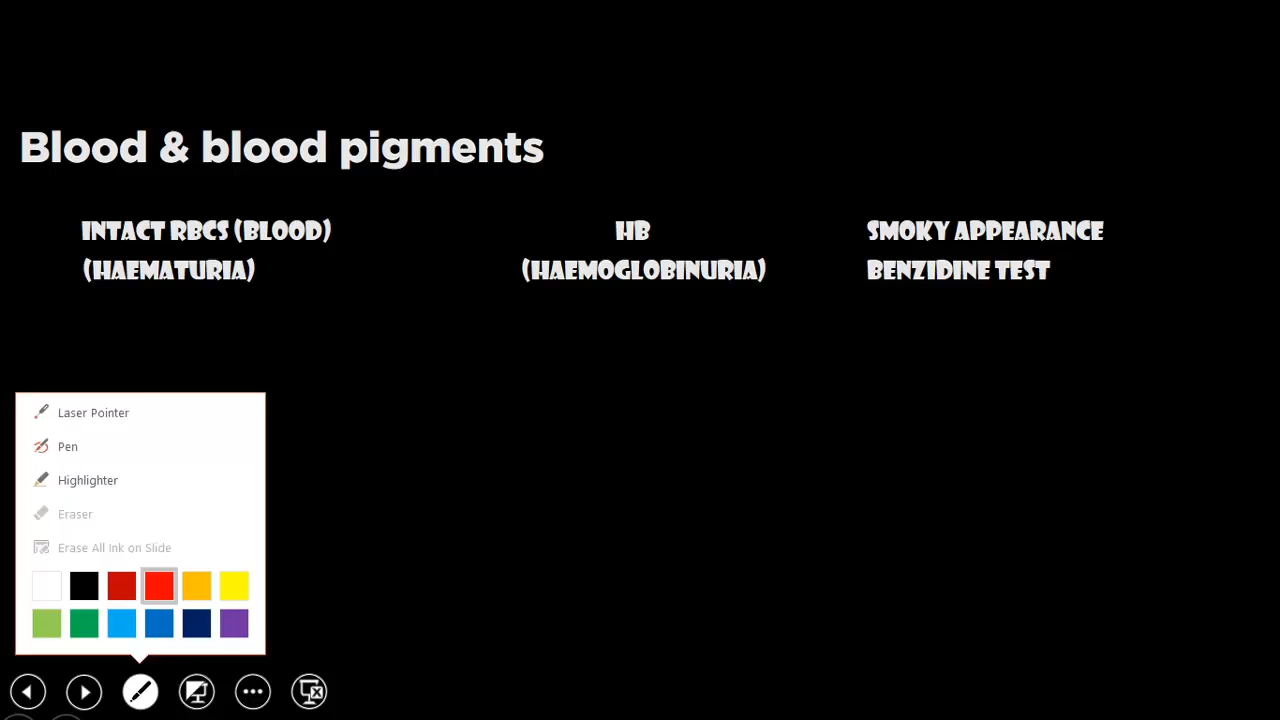 Blood & blood pigments
INTACT RBCS (BLOOD)
(HAEMATURIA)
HB
(HAEMOGLOBINURIA)
SMOKY APPEARANCE
BENZIDINE TEST
Laser Pointer
Pen
Highlighter
Eraser
Erase All Ink on Slide